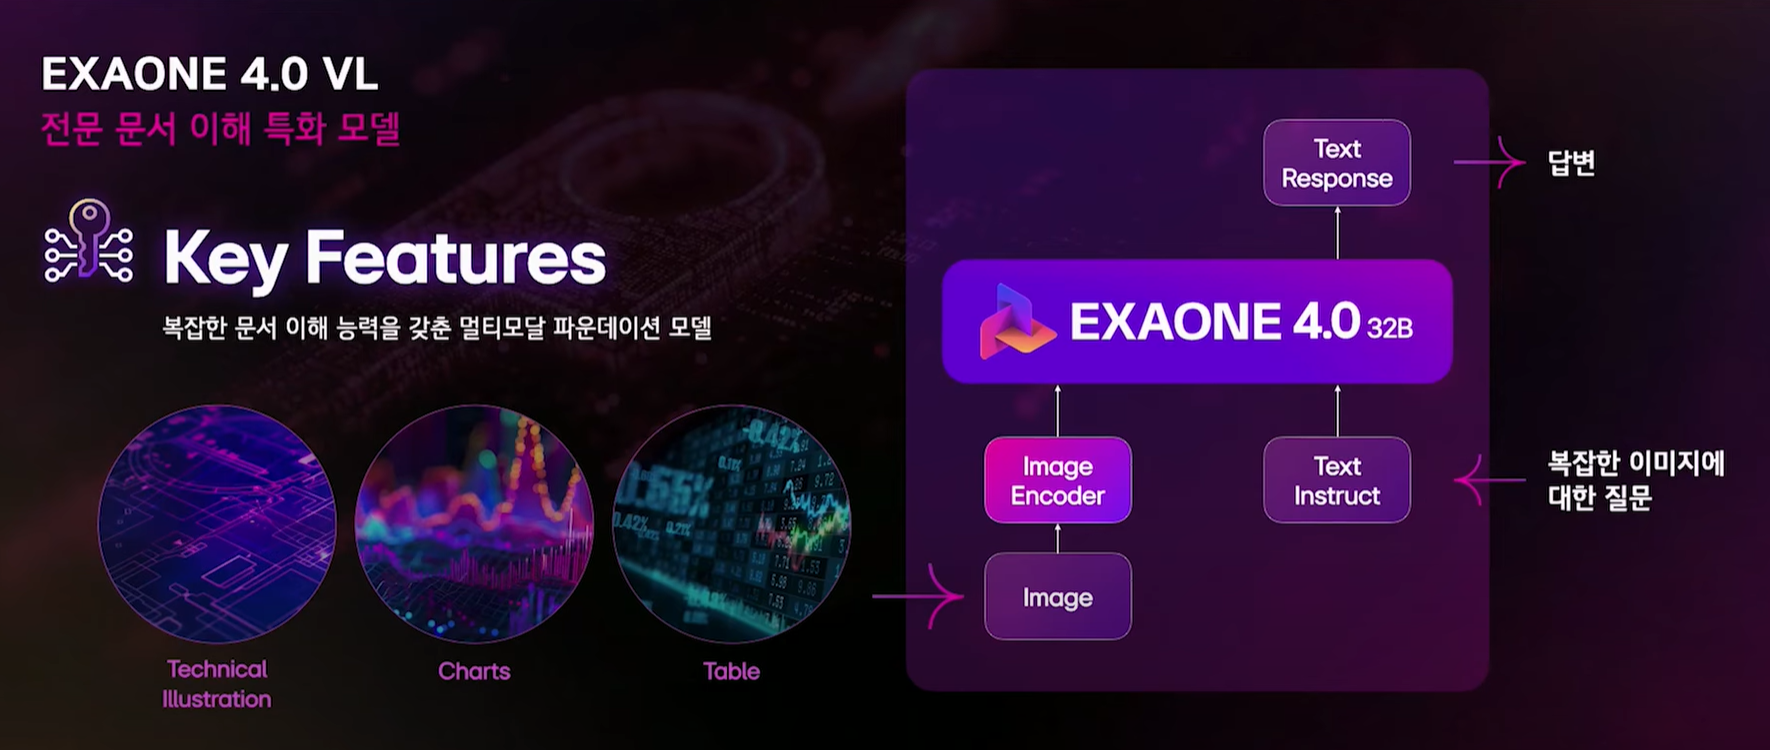 EXAONE 4.0 VL
전문 문서 이해 특화 모델
Key Features
복잡한 문서 이해 능력을 갖춘 멀티모달 파운데이션 모델
Technical
Illustration
Charts
Table
Text
Response
답변
EXAONE 4.0 32B
Image
Encoder
Text
Instruct
복잡한 이미지에
대한 질문
Image